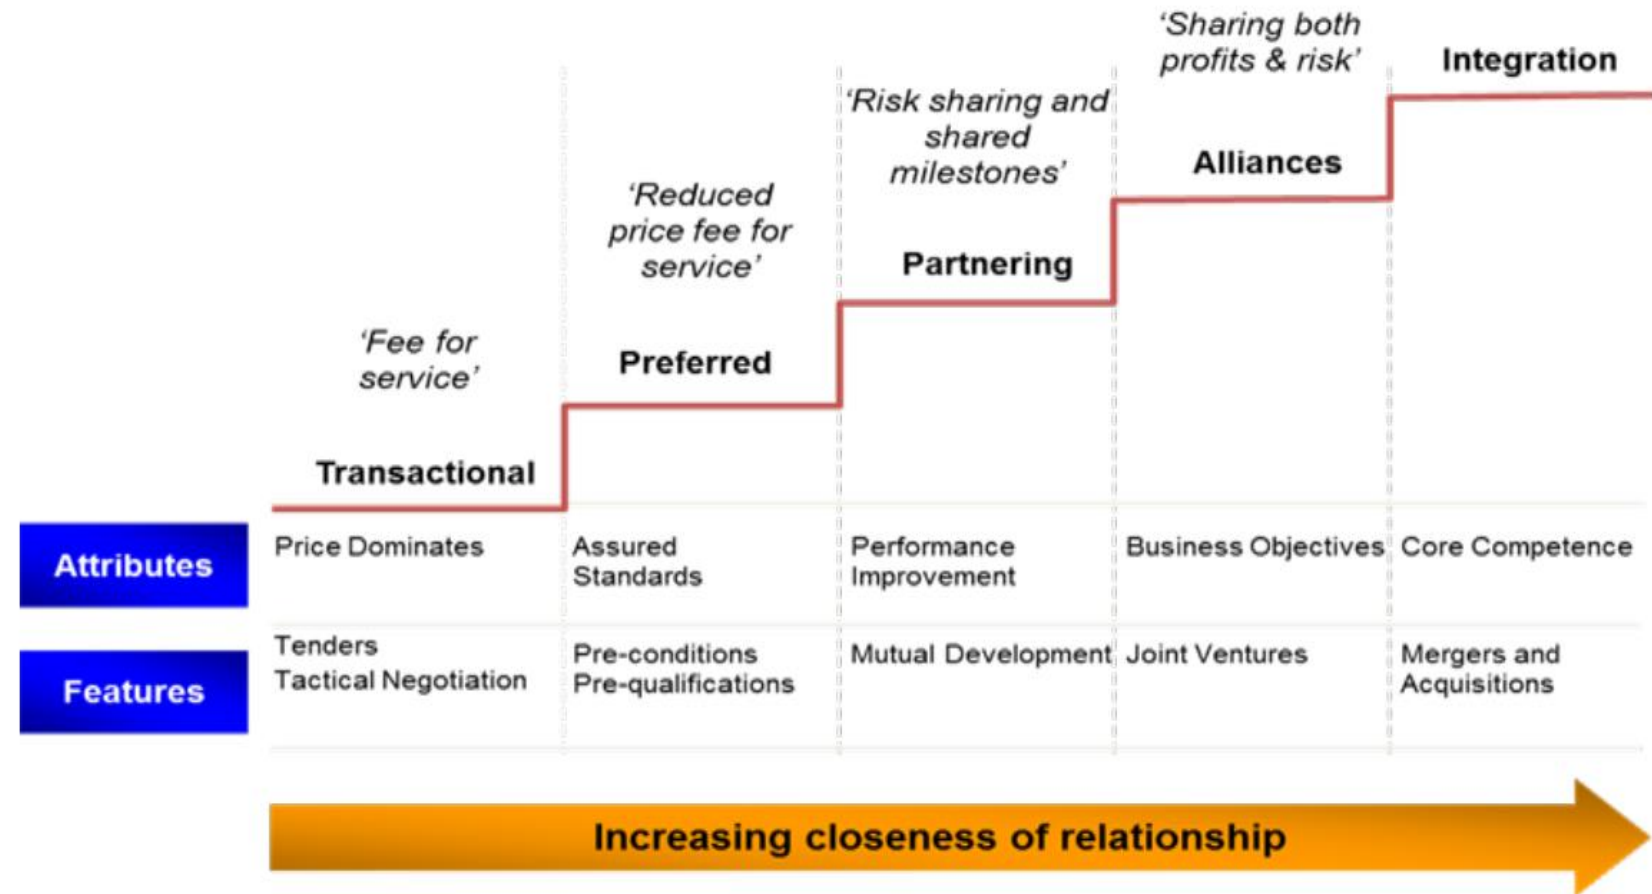 ‘Sharing both
profits & risk’
Integration
‘Risk sharing and
shared
milestones’
Alliances
‘Reduced
price fee for
service’
Partnering
‘Fee for
service’
Preferred
Transactional
Attributes
Price Dominates
Assured
Standards
Performance
Improvement
Business Objectives
Core Competence
Features
Tenders
Tactical Negotiation
Pre-conditions
Pre-qualifications
Mutual Development
Joint Ventures
Mergers and
Acquisitions
Increasing closeness of relationship